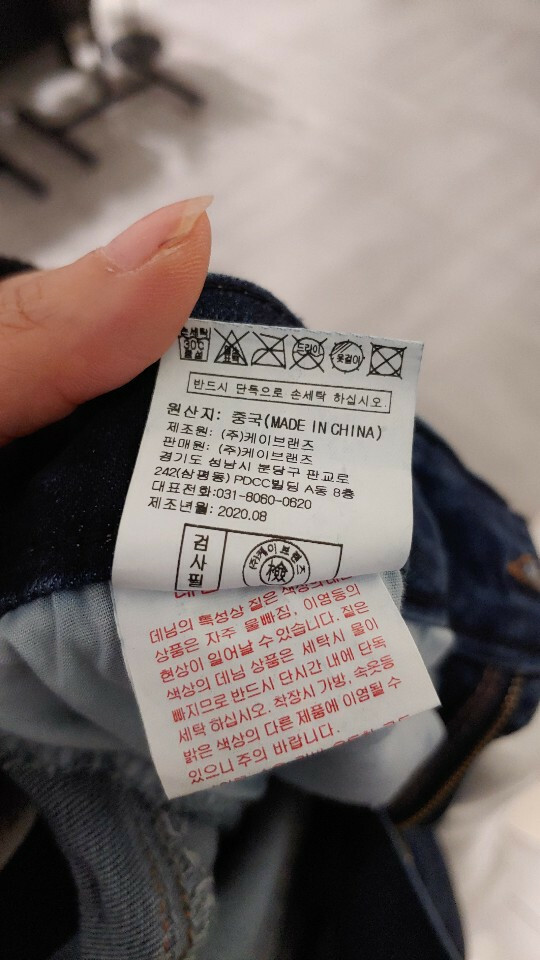 손세탁
30℃
중성
드라이
옷걸이
반드시 단독으로 손세탁 하십시오.
원산지: 중국(MADE IN CHINA)
제조원: (주)케이브랜즈
판매원: (주)케이브랜즈
경기도 성남시 분당구 판교로
242(삼평동) PDCC빌딩 A동 8층
대표전화:031-8060-0620
제조년월: 2020.08
검사필
(주)케이브랜즈
檢
데님의 특성상 짙은 색상의 데님
상품은 자주 물빠짐, 이염등의
현상이 일어날 수 있습니다. 짙은
색상의 데님 상품은 세탁시 물이
빠지므로 반드시 단시간 내에 단독
세탁 하십시오. 착장시 가방, 속옷등
밝은 색상의 다른 제품에 이염될 수
있으니 주의 바랍니다.